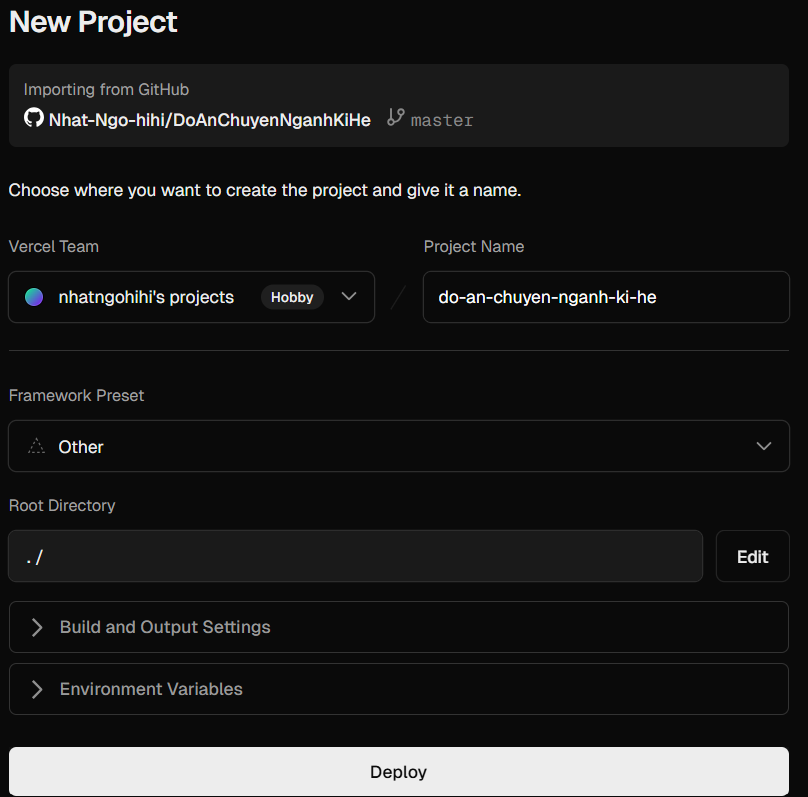 New Project
Importing from GitHub
Nhat-Ngo-hihi/DoAnChuyenNganhKiHe master
Choose where you want to create the project and give it a name.
Vercel Team Project Name
nhatngohihi's projects Hobby do-an-chuyen-nganh-ki-he
Framework Preset
Other
Root Directory
./ Edit
Build and Output Settings
Environment Variables
Deploy